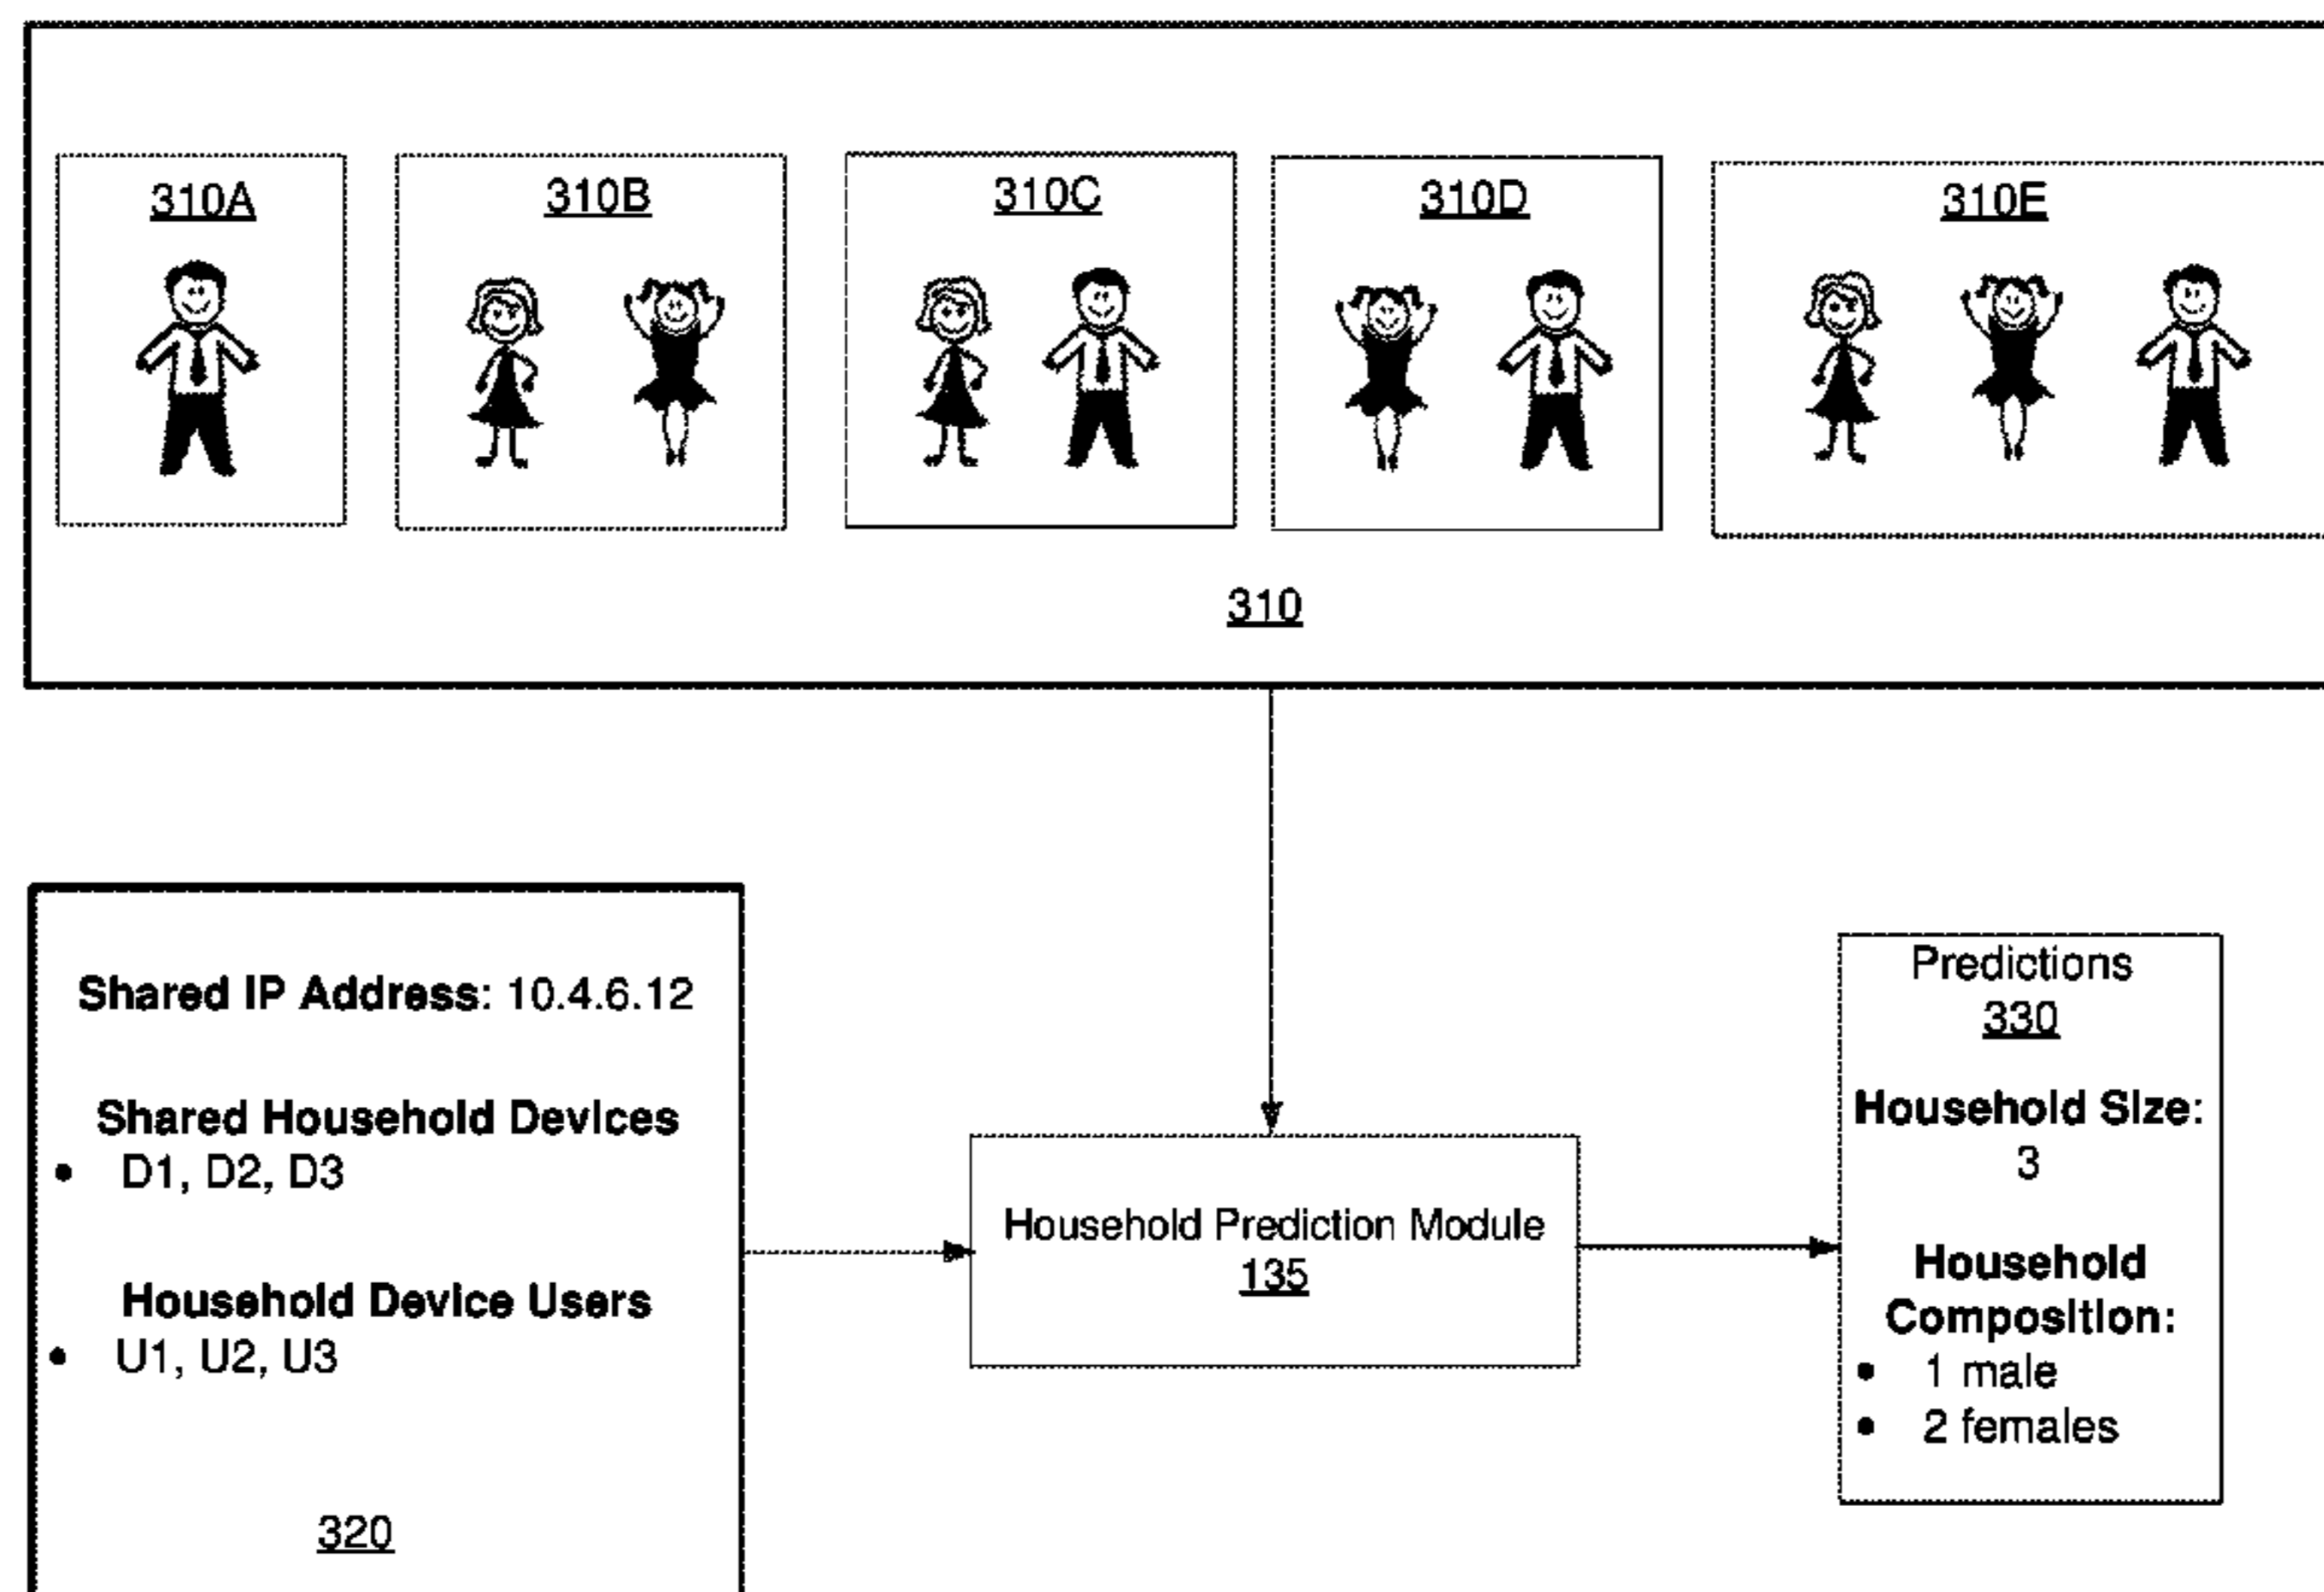 310A
310B
310C
310D
310E
310
Shared IP Address: 10.4.6.12
Shared Household Devices
• D1, D2, D3
Household Device Users
• U1, U2, U3
320
Household Prediction Module
135
Predictions
330
Household Size:
3
Household
Composition:
• 1 male
• 2 females